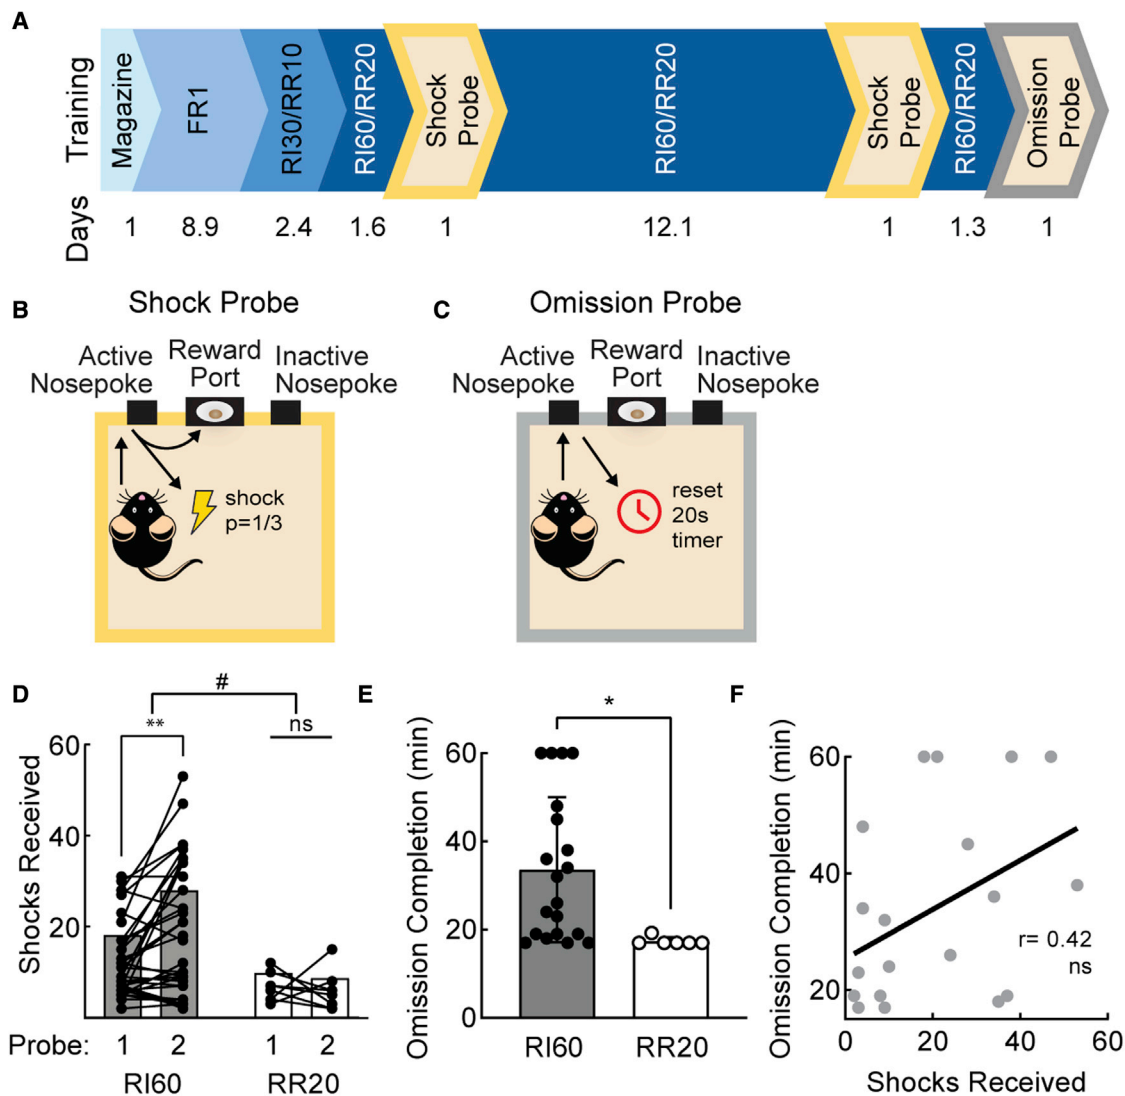 A
Training
Magazine
FR1
RI30/RR10
RI60/RR20
Shock
Probe
RI60/RR20
Shock
Probe
RI60/RR20
Omission
Probe
Days
1
8.9
2.4
1.6
1
12.1
1
1.3
1
B
Shock Probe
Active
Nosepoke
Reward
Port
Inactive
Nosepoke
shock
p=1/3
C
Omission Probe
Active
Nosepoke
Reward
Port
Inactive
Nosepoke
reset
20s
timer
D
#
**
ns
Shocks Received
60
40
20
Probe:
1
2
1
2
RI60
RR20
E
*
Omission Completion (min)
60
40
20
0
RI60
RR20
F
Omission Completion (min)
60
40
20
r= 0.42
ns
0
20
40
60
Shocks Received